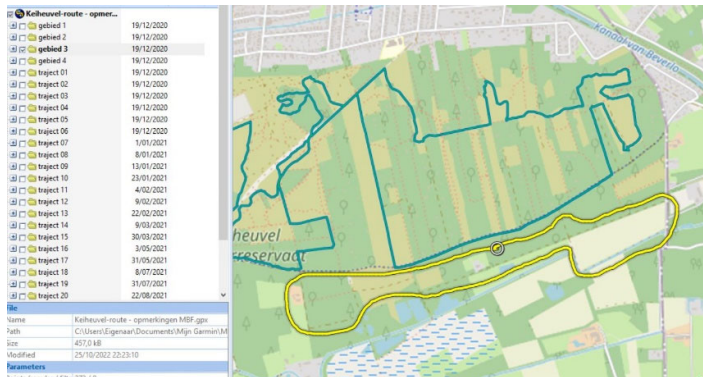 Keiheuvel-route - opmer...
gebied 1 19/12/2020
gebied 2 19/12/2020
gebied 3 19/12/2020
gebied 4 19/12/2020
traject 01 19/12/2020
traject 02 19/12/2020
traject 03 19/12/2020
traject 04 19/12/2020
traject 05 19/12/2020
traject 06 19/12/2020
traject 07 1/01/2021
traject 08 8/01/2021
traject 09 13/01/2021
traject 10 23/01/2021
traject 11 4/02/2021
traject 12 9/02/2021
traject 13 22/02/2021
traject 14 9/03/2021
traject 15 30/03/2021
traject 16 3/05/2021
traject 17 31/05/2021
traject 18 8/07/2021
traject 19 31/07/2021
traject 20 22/08/2021
File
Name Keiheuvel-route - opmerkingen MBF.gpx
Path C:\Users\Eigenaar\Documents\Mijn Garmin\M
Size 457,0 kB
Modified 25/10/2022 22:23:10
Parameters
Kanaal van Beverlo
heuvel
rreservaat